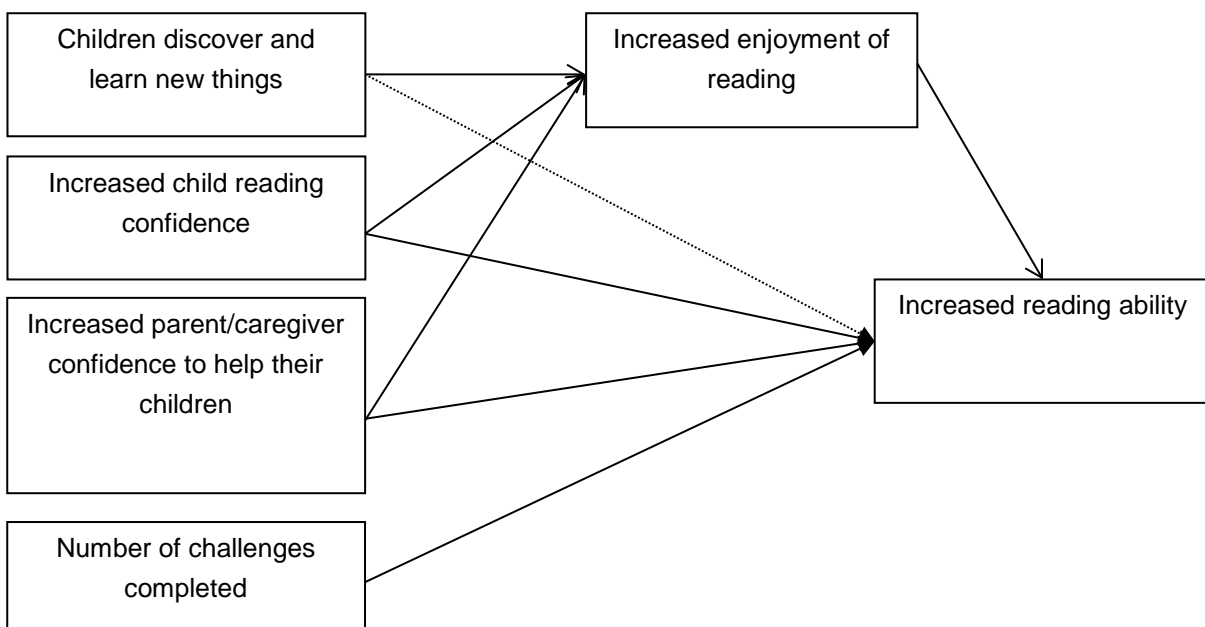 Children discover and
learn new things
Increased enjoyment of
reading
Increased child reading
confidence
Increased reading ability
Increased parent/caregiver
confidence to help their
children
Number of challenges
completed